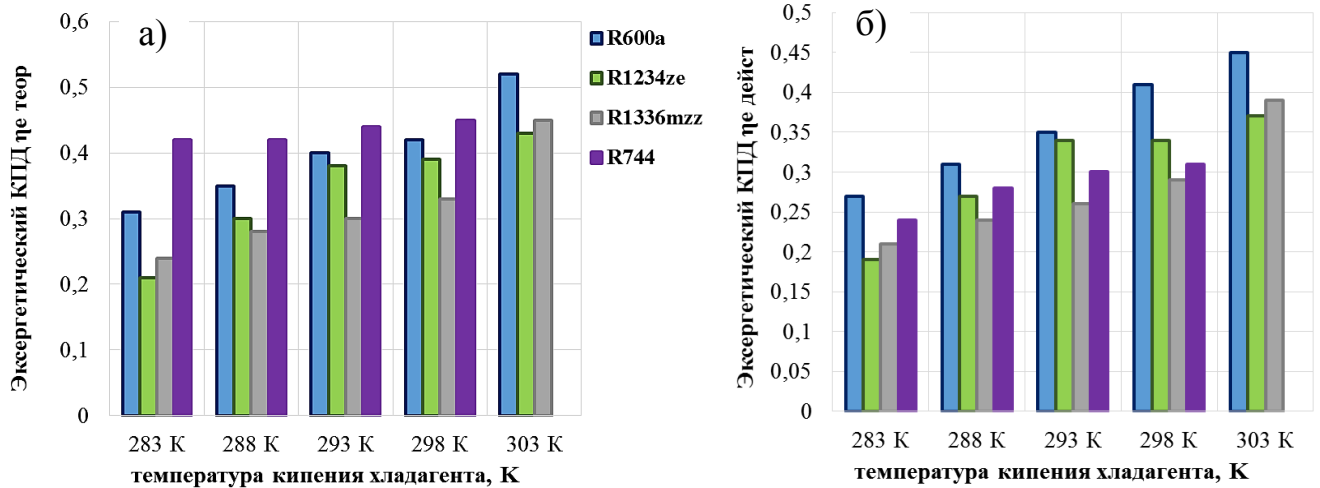 а)
Эксергетический КПД ηe теор
0,6
0,5
0,4
0,3
0,2
0,1
0
283 К
288 К
293 К
298 К
303 К
температура кипения хладагента, К
R600a
R1234ze
R1336mzz
R744
б)
Эксергетический КПД ηe дейст
0,5
0,45
0,4
0,35
0,3
0,25
0,2
0,15
0,1
0,05
0
283 К
288 К
293 К
298 К
303 К
температура кипения хладагента, К